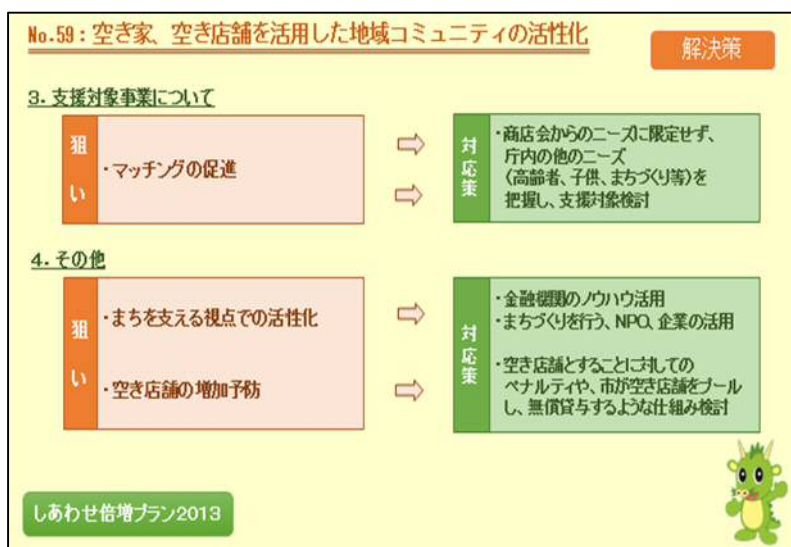 No.59：空き家、空き店舗を活用した地域コミュニティの活性化
解決策
3．支援対象事業について
狙い
・マッチングの促進
対応策
・商店会からのニーズに限定せず、
庁内の他のニーズ
（高齢者、子供、まちづくり等）を
把握し、支援対象検討
4．その他
狙い
・まちを支える視点での活性化
・空き店舗の増加予防
対応策
・金融機関のノウハウ活用
・まちづくりを行う、NPO、企業の活用
・空き店舗とすることに対しての
ペナルティや、市が空き店舗をプール
し、無償貸与するような仕組み検討
しあわせ倍増プラン2013